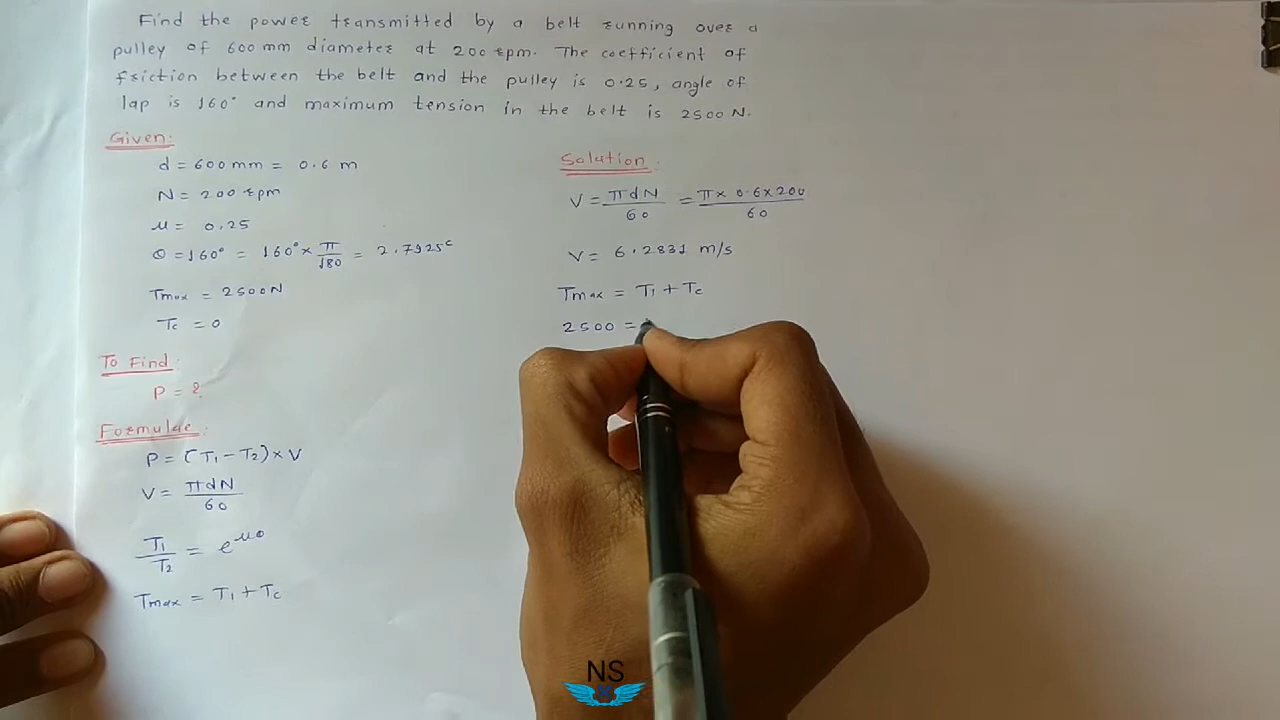 Find the power transmitted by a belt running over a
pulley of 600 mm diameter at 200 rpm. The coefficient of
friction between the belt and the pulley is 0.25, angle of
lap is 160° and maximum tension in the belt is 2500 N.
Given:
d = 600 mm = 0.6 m
N = 200 rpm
μ = 0.25
θ = 160° = 160° × π/180 = 2.7925ᶜ
Tmax = 2500N
Tc = 0
To Find:
P = ?
Formulae:
P = (T1 - T2) × V
V = πdN/60
T1/T2 = e^μθ
Tmax = T1 + Tc
Solution:
V = πdN/60 = π × 0.6 × 200/60
V = 6.2831 m/s
Tmax = T1 + Tc
2500 =
NS